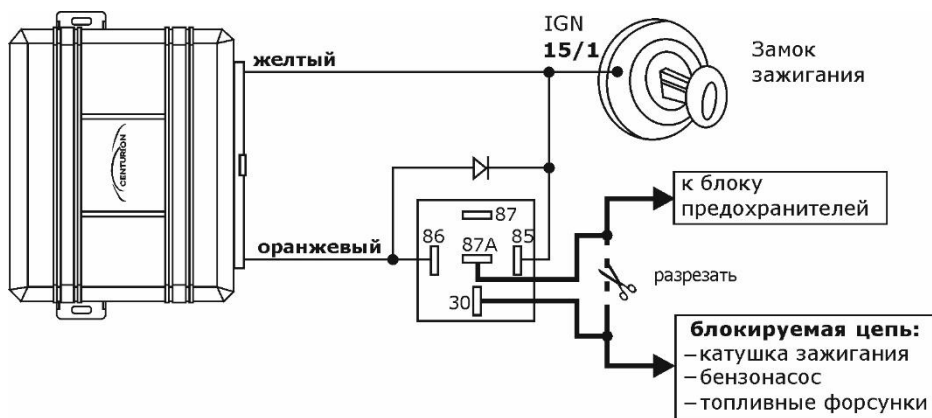 CENTURION
желтый
оранжевый
IGN
15/1
Замок
зажигания
87
86
87A
85
30
к блоку
предохранителей
разрезать
блокируемая цепь:
–катушка зажигания
–бензонасос
–топливные форсунки